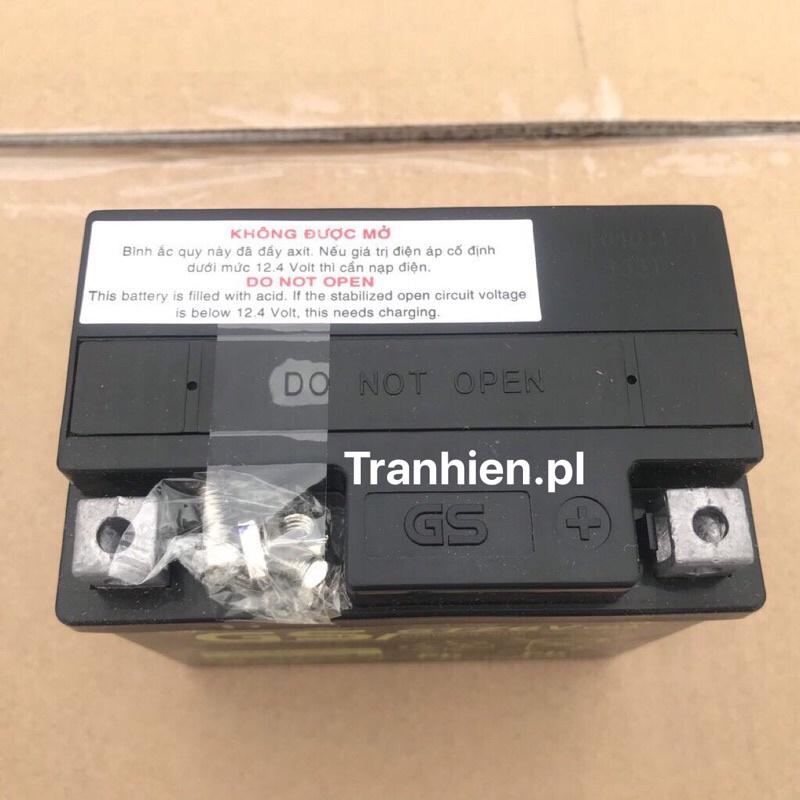 KHÔNG ĐƯỢC MỞ
Bình ắc quy này đã đầy axít. Nếu giá trị điện áp cố định
dưới mức 12.4 Volt thì cần nạp điện.
DO NOT OPEN
This battery is filled with acid. If the stabilized open circuit voltage
is below 12.4 Volt, this needs charging.
DO NOT OPEN
Tranhien.pl
GS +
GS